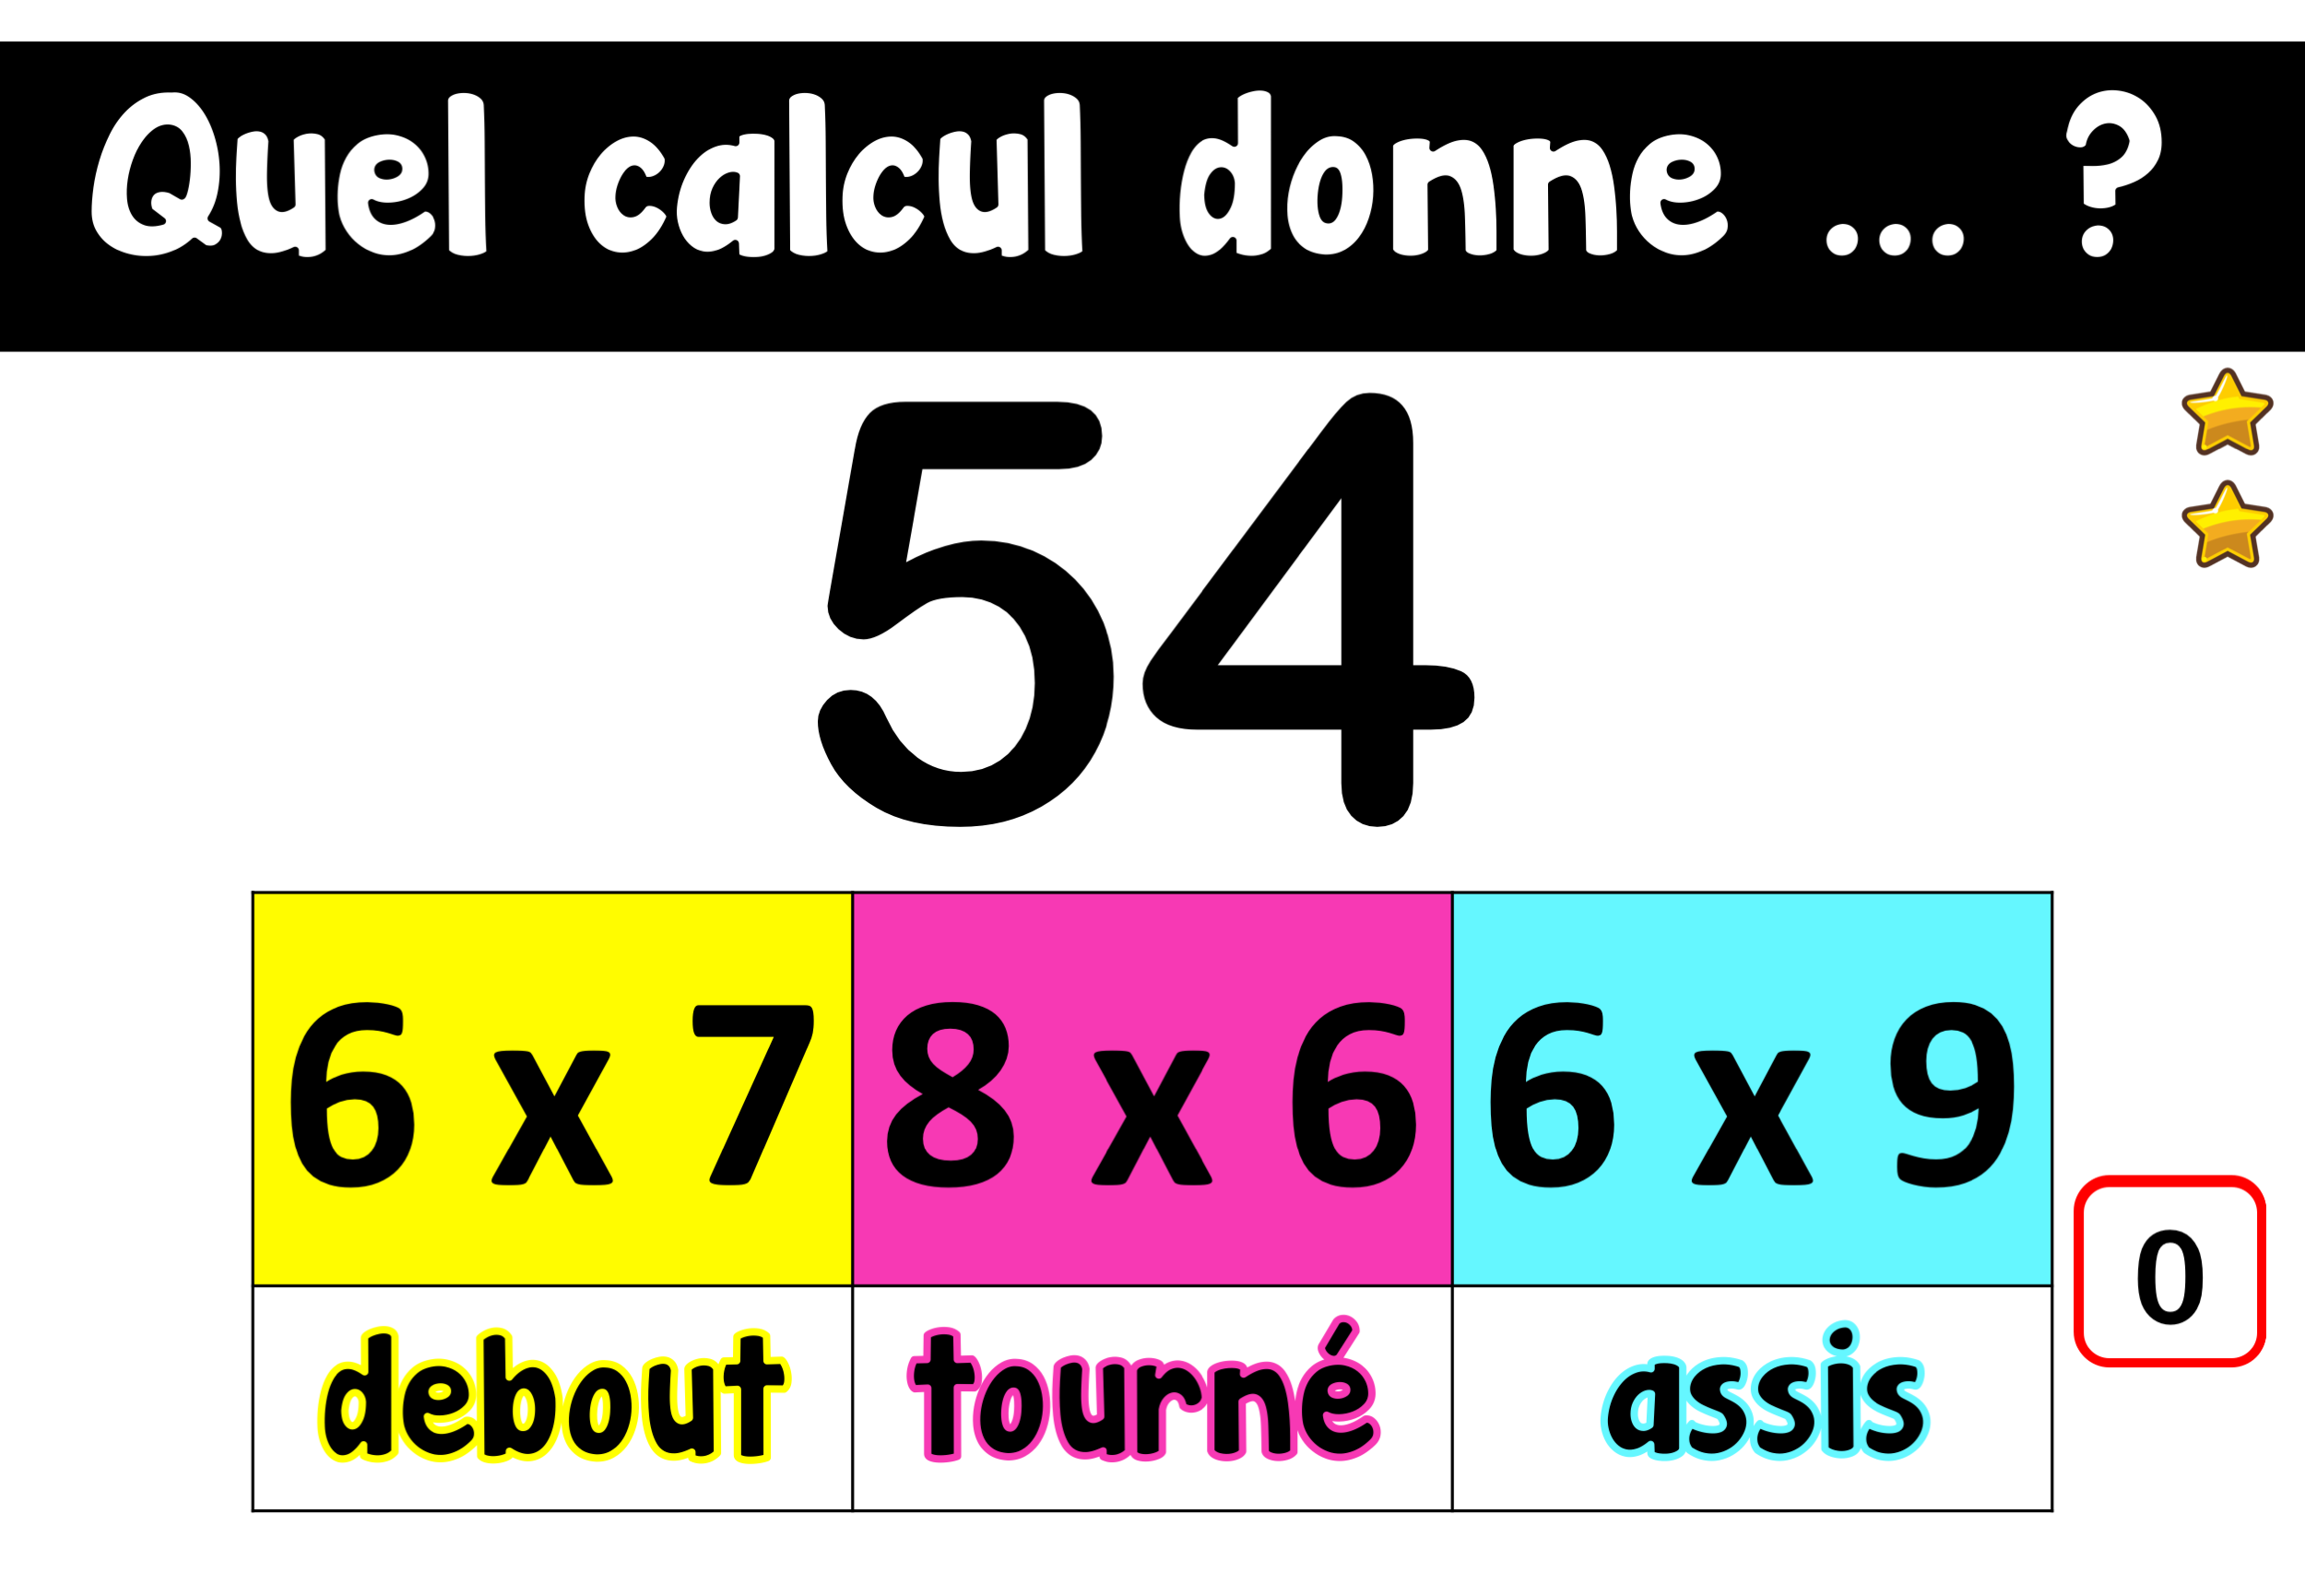 Quel calcul donne ... ?
54
6 x 7 8 x 6 6 x 9
0
debout tourné assis